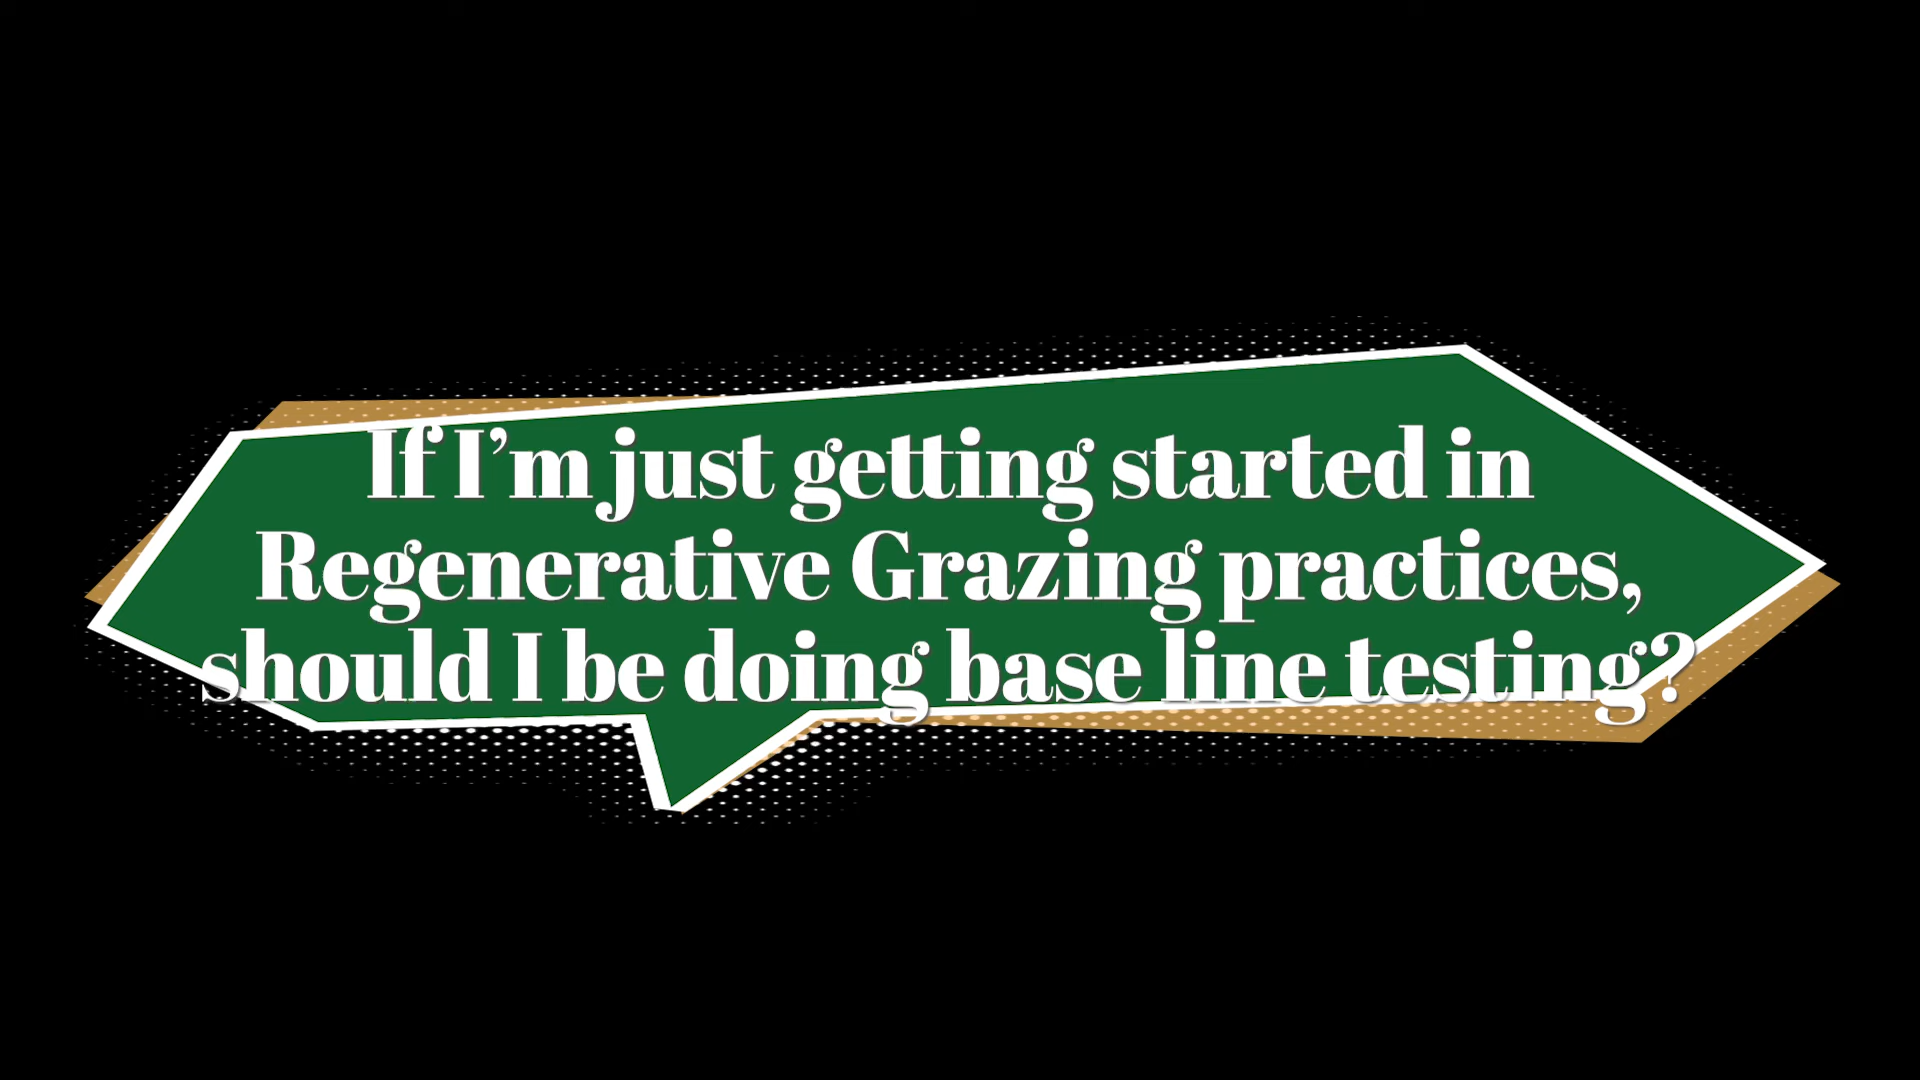 If I’m just getting started in
Regenerative Grazing practices,
should I be doing base line testing?